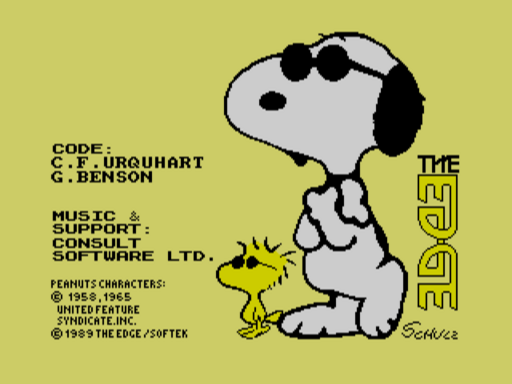 CODE:
C.F.URQUHART
G.BENSON
MUSIC &
SUPPORT:
CONSULT
SOFTWARE LTD.
PEANUTS CHARACTERS:
© 1958,1965
UNITED FEATURE
SYNDICATE.INC.
© 1989 THE EDGE/SOFTEK
THE
EDGE
SCHULZ